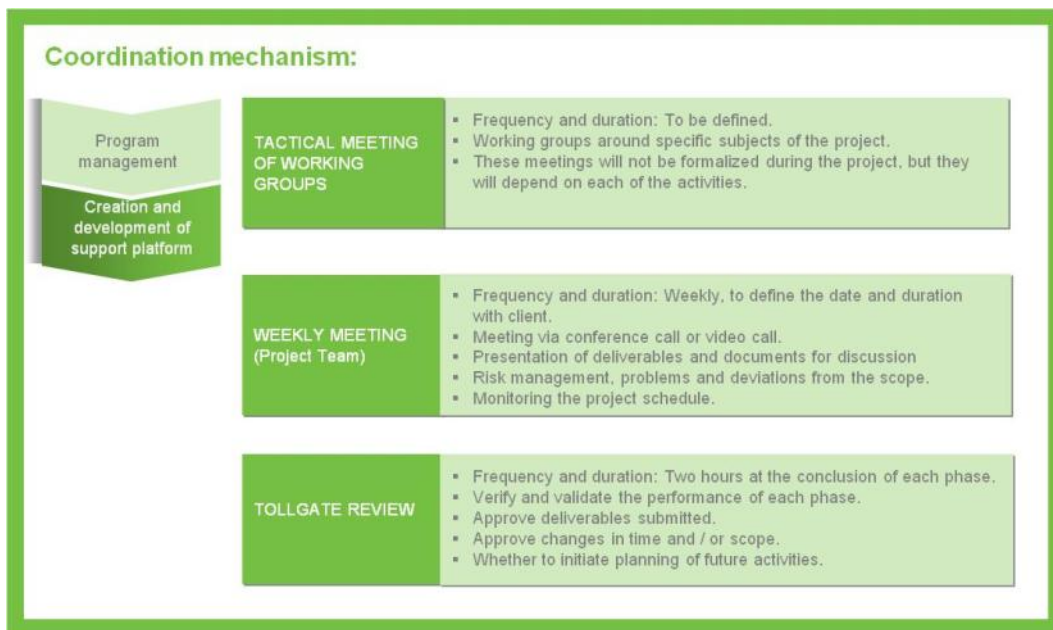 Coordination mechanism:
Program
management
Creation and
development of
support platform
TACTICAL MEETING
OF WORKING
GROUPS
▪ Frequency and duration: To be defined.
▪ Working groups around specific subjects of the project.
▪ These meetings will not be formalized during the project, but they
will depend on each of the activities.
WEEKLY MEETING
(Project Team)
▪ Frequency and duration: Weekly, to define the date and duration
with client.
▪ Meeting via conference call or video call.
▪ Presentation of deliverables and documents for discussion
▪ Risk management, problems and deviations from the scope.
▪ Monitoring the project schedule.
TOLLGATE REVIEW
▪ Frequency and duration: Two hours at the conclusion of each phase.
▪ Verify and validate the performance of each phase.
▪ Approve deliverables submitted.
▪ Approve changes in time and / or scope.
▪ Whether to initiate planning of future activities.